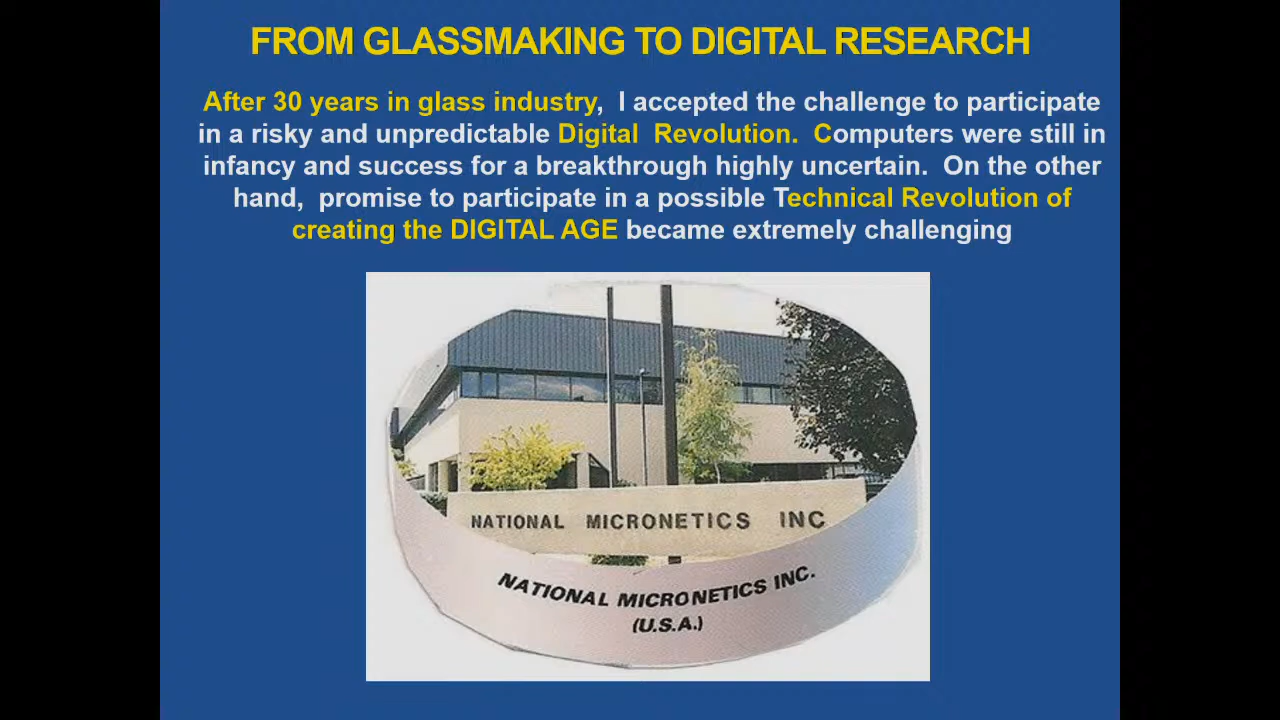 FROM GLASSMAKING TO DIGITAL RESEARCH
After 30 years in glass industry, I accepted the challenge to participate
in a risky and unpredictable Digital Revolution. Computers were still in
infancy and success for a breakthrough highly uncertain. On the other
hand, promise to participate in a possible Technical Revolution of
creating the DIGITAL AGE became extremely challenging
NATIONAL MICRONETICS INC
NATIONAL MICRONETICS INC.
(U.S.A.)